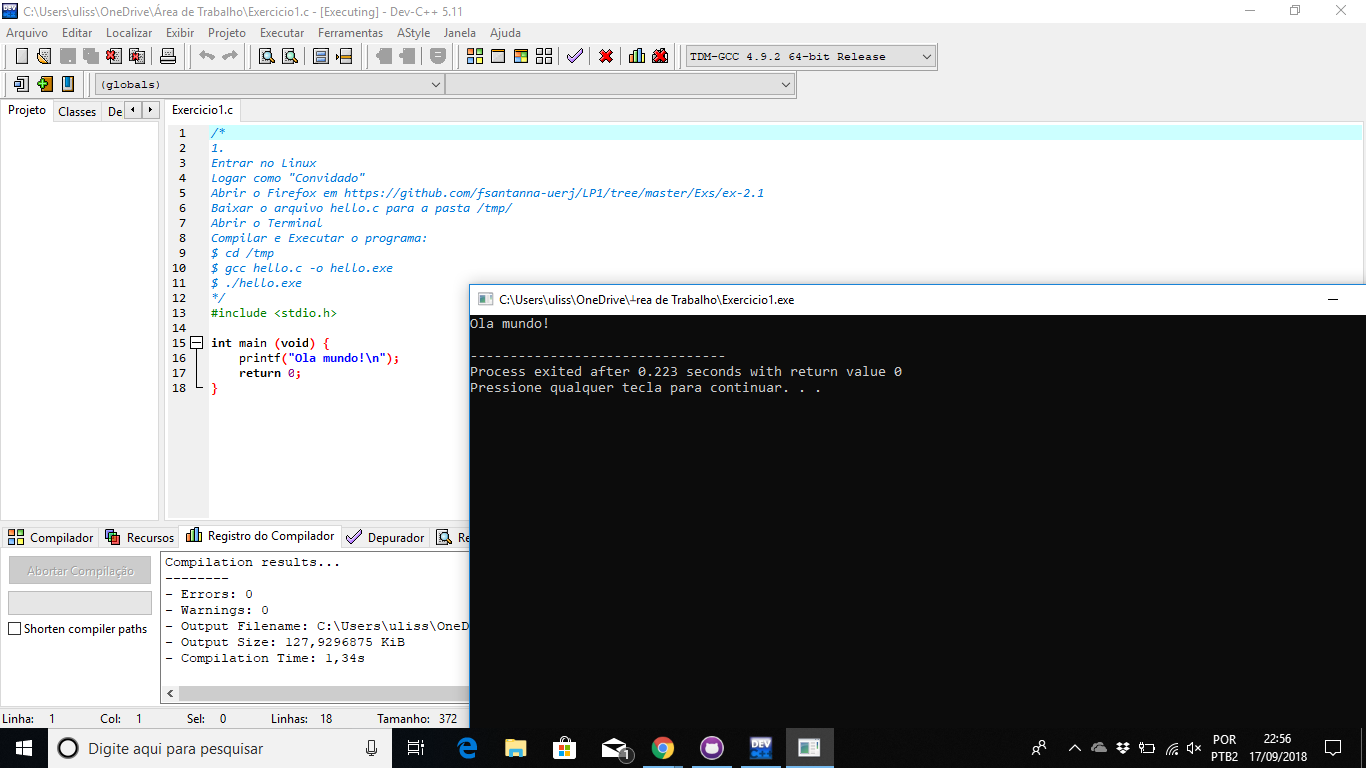 C:\Users\uliss\OneDrive\Área de Trabalho\Exercicio1.c - [Executing] - Dev-C++ 5.11
Arquivo Editar Localizar Exibir Projeto Executar Ferramentas AStyle Janela Ajuda
TDM-GCC 4.9.2 64-bit Release
(globals)
Projeto Classes De
Exercicio1.c
1 /*
2 1.
3 Entrar no Linux
4 Logar como "Convidado"
5 Abrir o Firefox em https://github.com/fsantanna-uerj/LP1/tree/master/Exs/ex-2.1
6 Baixar o arquivo hello.c para a pasta /tmp/
7 Abrir o Terminal
8 Compilar e Executar o programa:
9 $ cd /tmp
10 $ gcc hello.c -o hello.exe
11 $ ./hello.exe
12 */
13 #include <stdio.h>
14
15 int main (void) {
16 printf("Ola mundo!\n");
17 return 0;
18 }
C:\Users\uliss\OneDrive\┴rea de Trabalho\Exercicio1.exe
Ola mundo!
--------------------------------
Process exited after 0.223 seconds with return value 0
Pressione qualquer tecla para continuar. . .
Compilador Recursos Registro do Compilador Depurador Re
Abortar Compilação
Shorten compiler paths
Compilation results...
--------
- Errors: 0
- Warnings: 0
- Output Filename: C:\Users\uliss\OneD
- Output Size: 127,9296875 KiB
- Compilation Time: 1,34s
Linha: 1 Col: 1 Sel: 0 Linhas: 18 Tamanho: 372
Digite aqui para pesquisar
1
DEV
POR
PTB2
22:56
17/09/2018